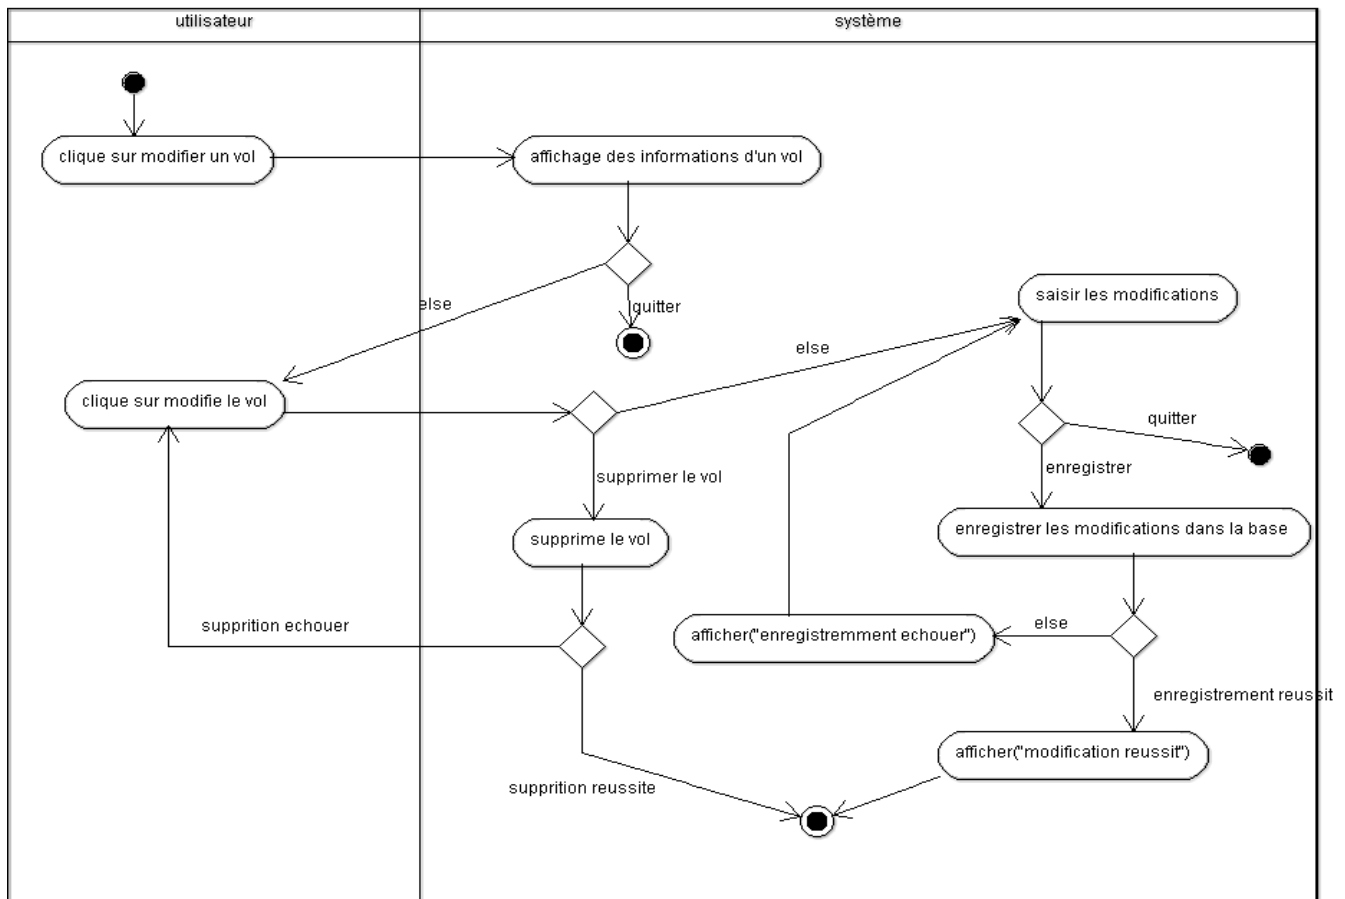 utilisateur
système
clique sur modifier un vol
affichage des informations d'un vol
else
quitter
saisir les modifications
else
clique sur modifie le vol
quitter
enregistrer
supprimer le vol
supprime le vol
enregistrer les modifications dans la base
supprition echouer
afficher("enregistremment echouer")
else
enregistrement reussit
afficher("modification reussit")
supprition reussite